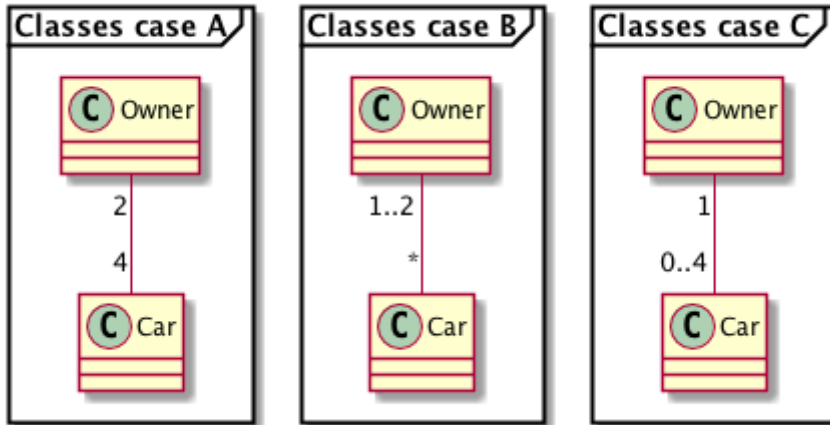 Classes case A
C Owner
2
4
C Car
Classes case B
C Owner
1..2
*
C Car
Classes case C
C Owner
1
0..4
C Car